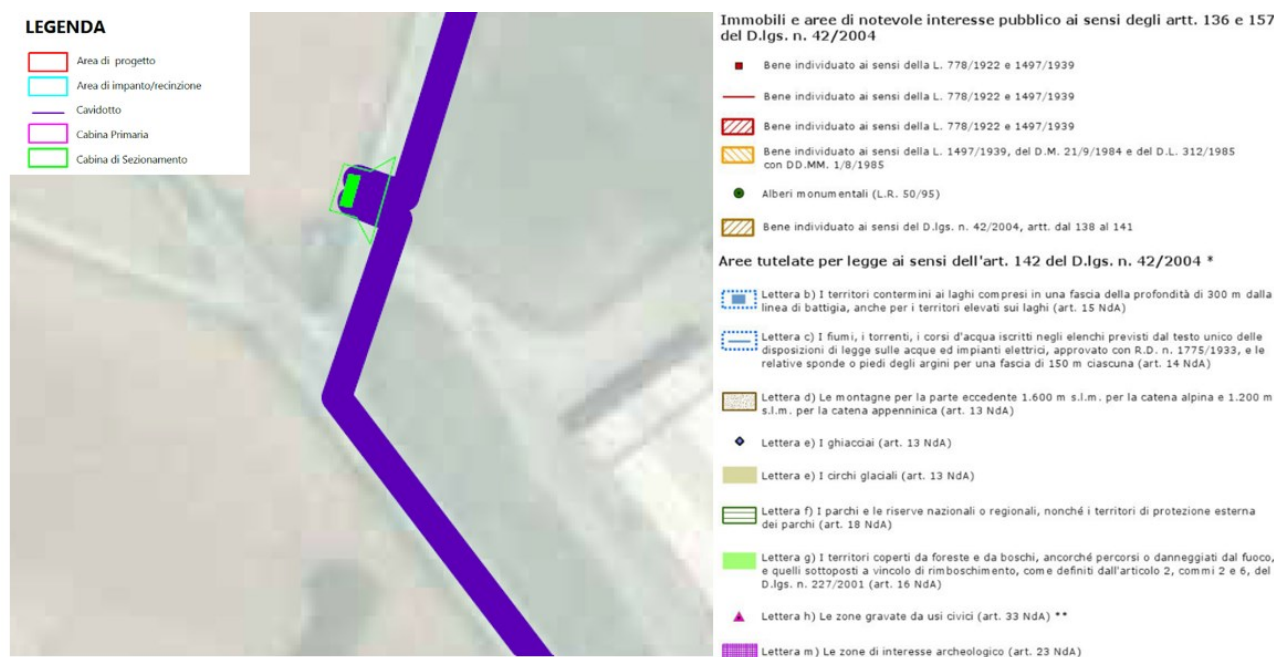 LEGENDA
Area di progetto
Area di impanto/recinzione
Cavidotto
Cabina Primaria
Cabina di Sezionamento
Immobili e aree di notevole interesse pubblico ai sensi degli artt. 136 e 157
del D.lgs. n. 42/2004
Bene individuato ai sensi della L. 778/1922 e 1497/1939
Bene individuato ai sensi della L. 778/1922 e 1497/1939
Bene individuato ai sensi della L. 778/1922 e 1497/1939
Bene individuato ai sensi della L. 1497/1939, del D.M. 21/9/1984 e del D.L. 312/1985
con DD.MM. 1/8/1985
Alberi monumentali (L.R. 50/95)
Bene individuato ai sensi del D.lgs. n. 42/2004, artt. dal 138 al 141
Aree tutelate per legge ai sensi dell'art. 142 del D.lgs. n. 42/2004 *
Lettera b) I territori contermini ai laghi compresi in una fascia della profondità di 300 m dalla
linea di battigia, anche per i territori elevati sui laghi (art. 15 NdA)
Lettera c) I fiumi, i torrenti, i corsi d'acqua iscritti negli elenchi previsti dal testo unico delle
disposizioni di legge sulle acque ed impianti elettrici, approvato con R.D. n. 1775/1933, e le
relative sponde o piedi degli argini per una fascia di 150 m ciascuna (art. 14 NdA)
Lettera d) Le montagne per la parte eccedente 1.600 m s.l.m. per la catena alpina e 1.200 m
s.l.m. per la catena appenninica (art. 13 NdA)
Lettera e) I ghiacciai (art. 13 NdA)
Lettera e) I circhi glaciali (art. 13 NdA)
Lettera f) I parchi e le riserve nazionali o regionali, nonché i territori di protezione esterna
dei parchi (art. 18 NdA)
Lettera g) I territori coperti da foreste e da boschi, ancorché percorsi o danneggiati dal fuoco,
e quelli sottoposti a vincolo di rimboschimento, come definiti dall'articolo 2, commi 2 e 6, del
D.lgs. n. 227/2001 (art. 16 NdA)
Lettera h) Le zone gravate da usi civici (art. 33 NdA) **
Lettera m) Le zone di interesse archeologico (art. 23 NdA)